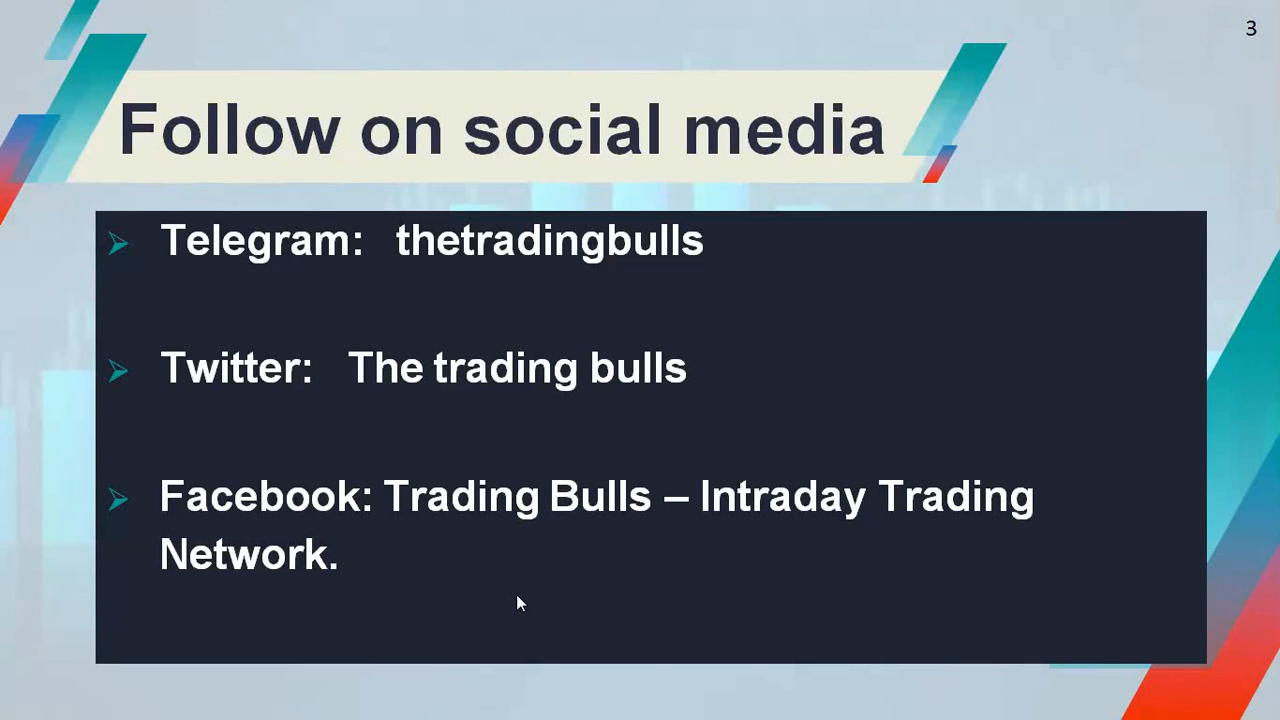 3
Follow on social media
Telegram: thetradingbulls
Twitter: The trading bulls
Facebook: Trading Bulls – Intraday Trading
Network.